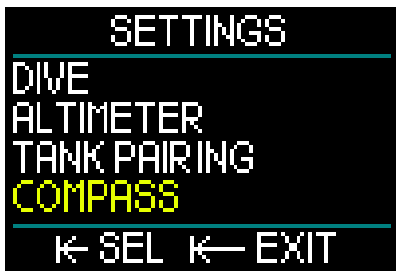 SETTINGS
DIVE
ALTIMETER
TANK PAIRING
COMPASS
SEL EXIT